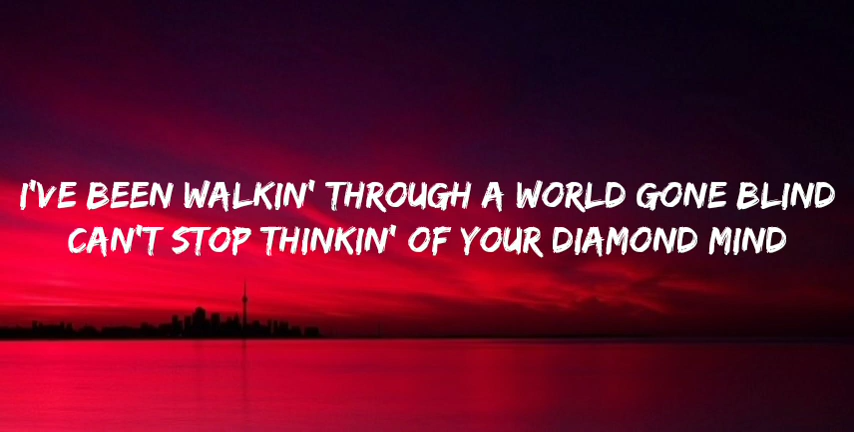 I'VE BEEN WALKIN' THROUGH A WORLD GONE BLIND
CAN'T STOP THINKIN' OF YOUR DIAMOND MIND